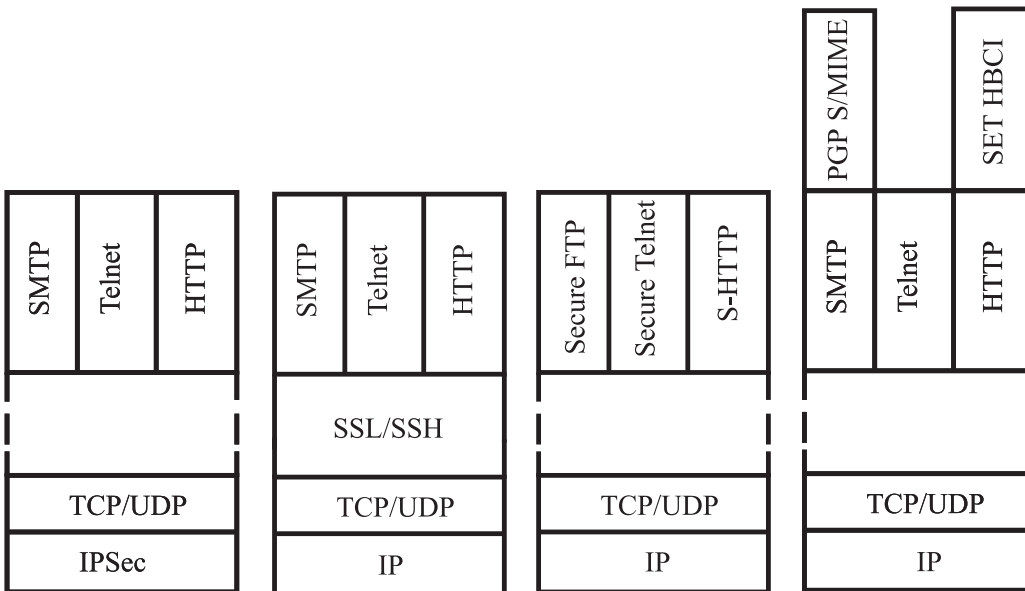 SMTP
Telnet
HTTP
TCP/UDP
IPSec
SMTP
Telnet
HTTP
SSL/SSH
TCP/UDP
IP
Secure FTP
Secure Telnet
S-HTTP
TCP/UDP
IP
PGP S/MIME
SET HBCI
SMTP
Telnet
HTTP
TCP/UDP
IP